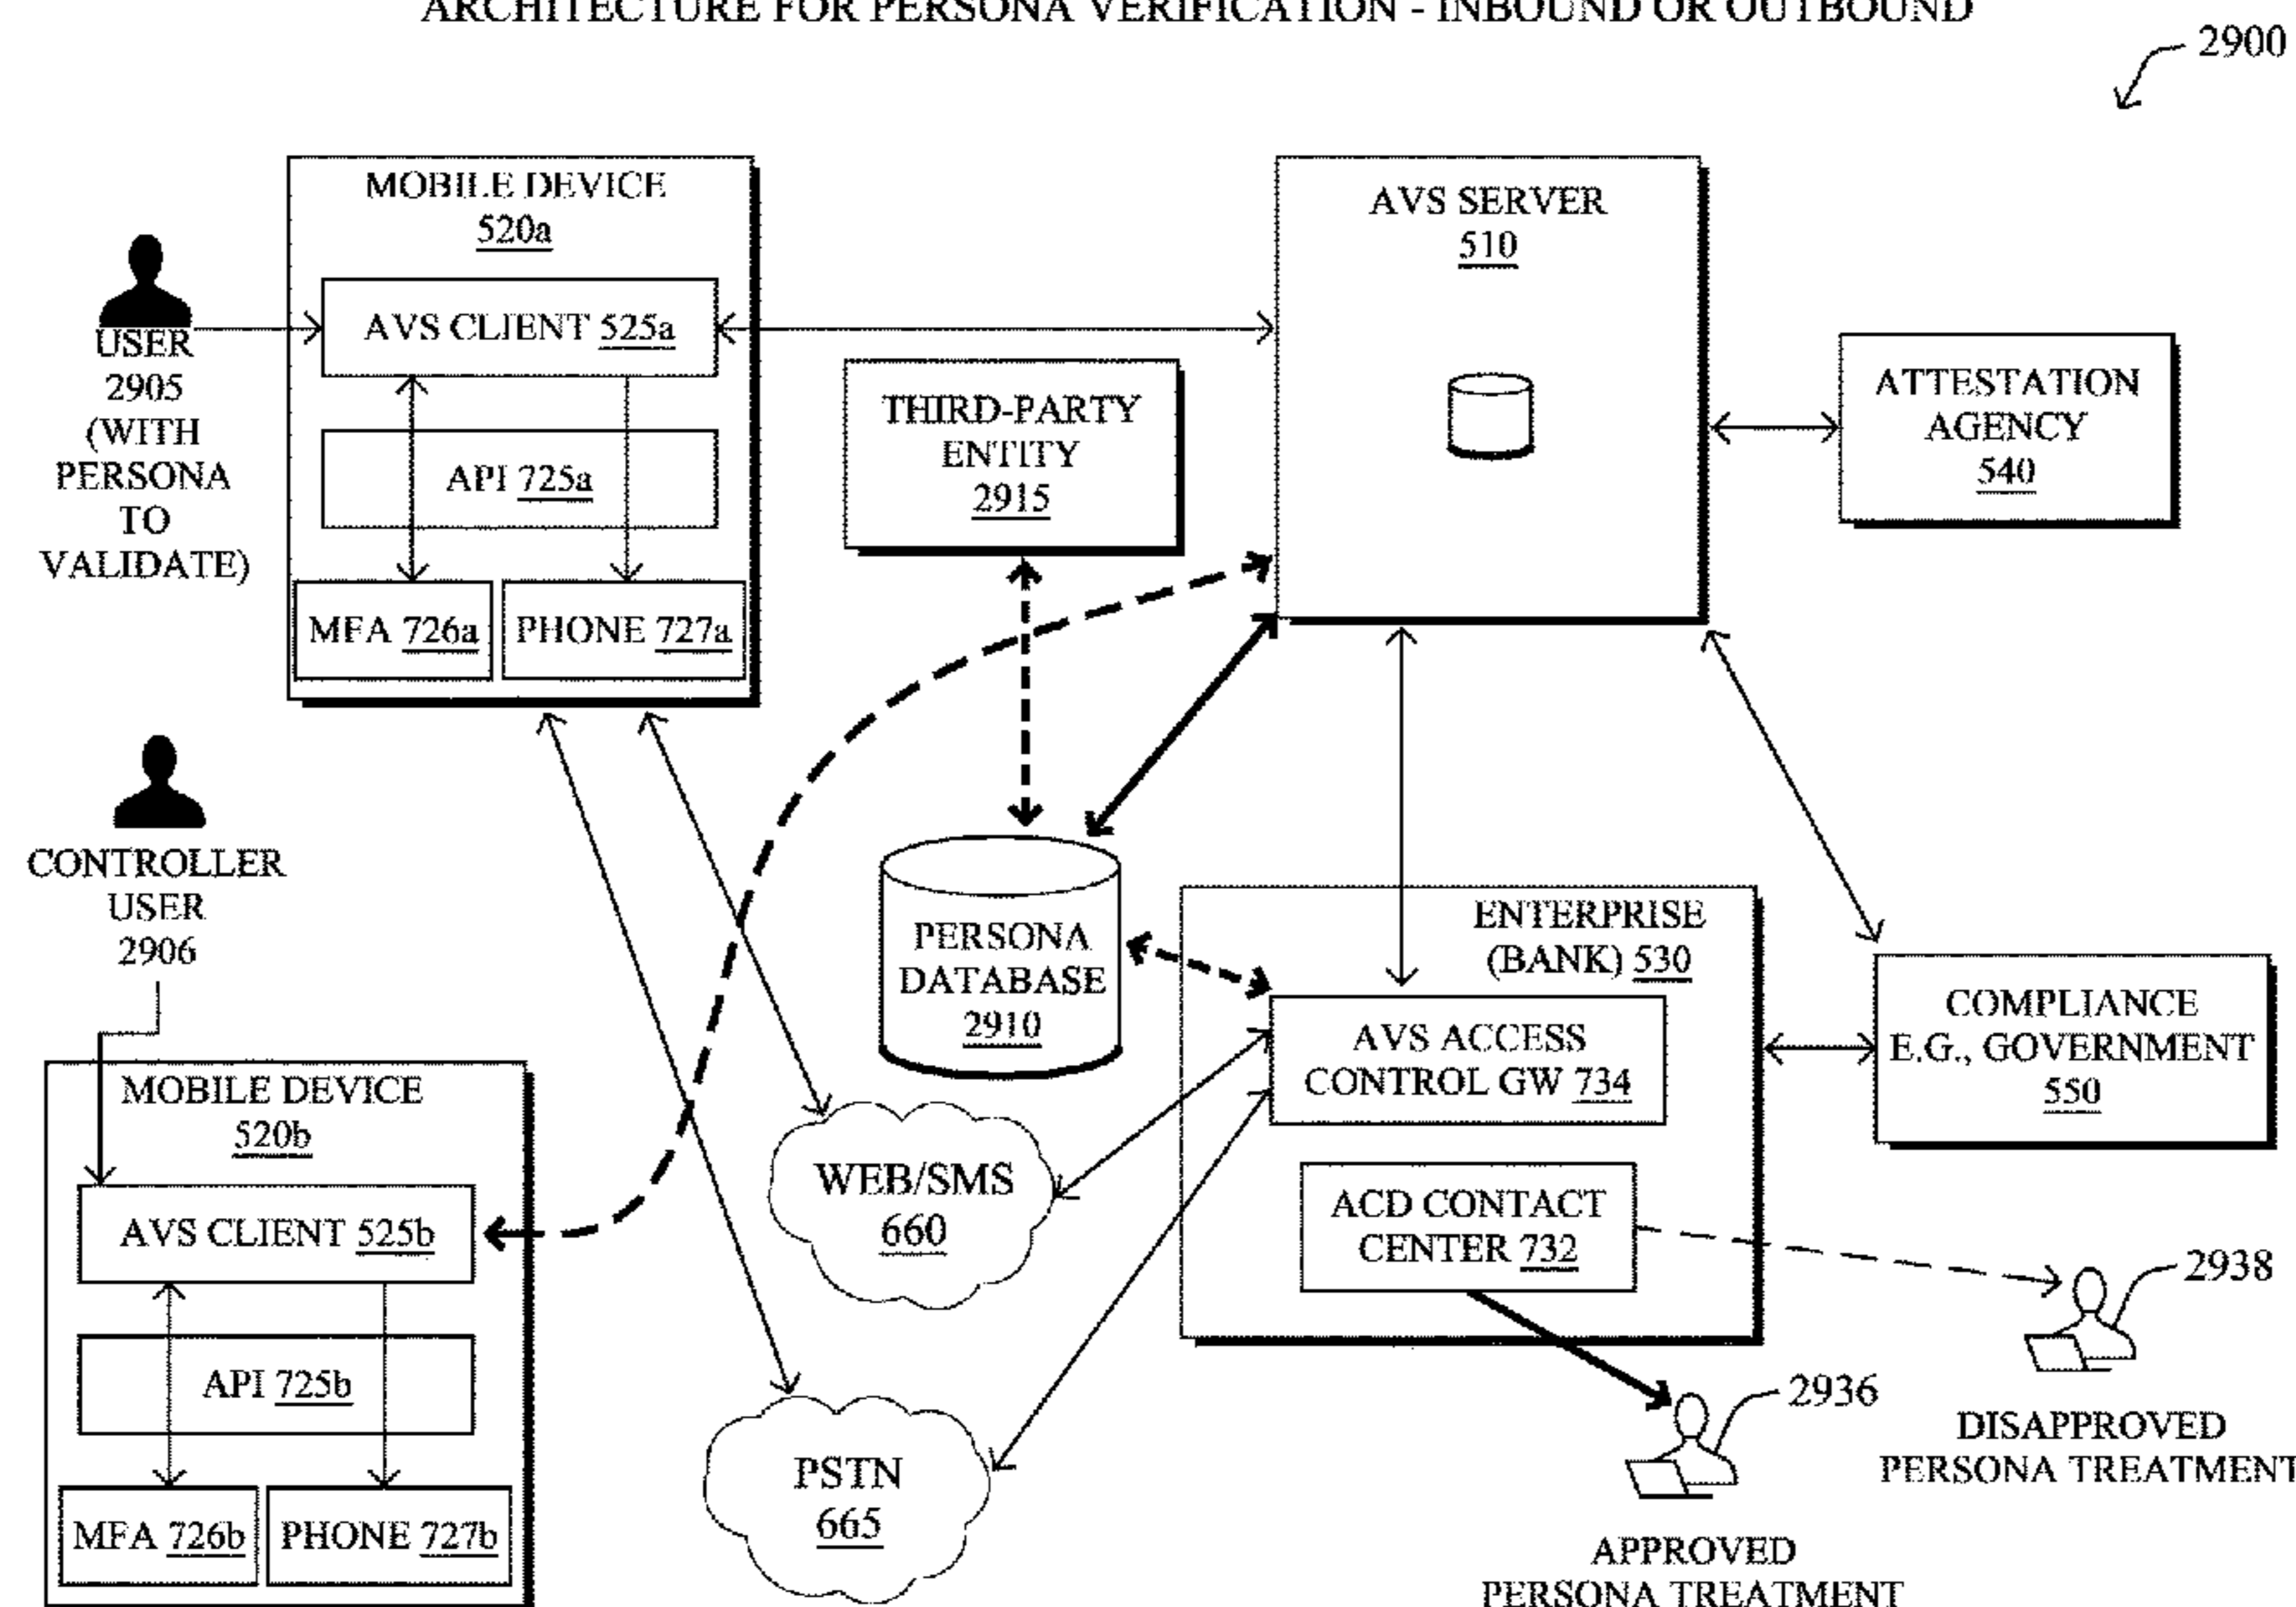 ARCHITECTURE FOR PERSONA VERIFICATION - INBOUND OR OUTBOUND
2900
MOBILE DEVICE
520a
AVS CLIENT 525a
API 725a
MFA 726a
PHONE 727a
USER
2905
(WITH
PERSONA
TO
VALIDATE)
AVS SERVER
510
THIRD-PARTY
ENTITY
2915
ATTESTATION
AGENCY
540
CONTROLLER
USER
2906
PERSONA
DATABASE
2910
ENTERPRISE
(BANK) 530
AVS ACCESS
CONTROL GW 734
ACD CONTACT
CENTER 732
COMPLIANCE
E.G., GOVERNMENT
550
MOBILE DEVICE
520b
AVS CLIENT 525b
API 725b
MFA 726b
PHONE 727b
WEB/SMS
660
PSTN
665
2938
DISAPPROVED
PERSONA TREATMENT
2936
APPROVED
PERSONA TREATMENT